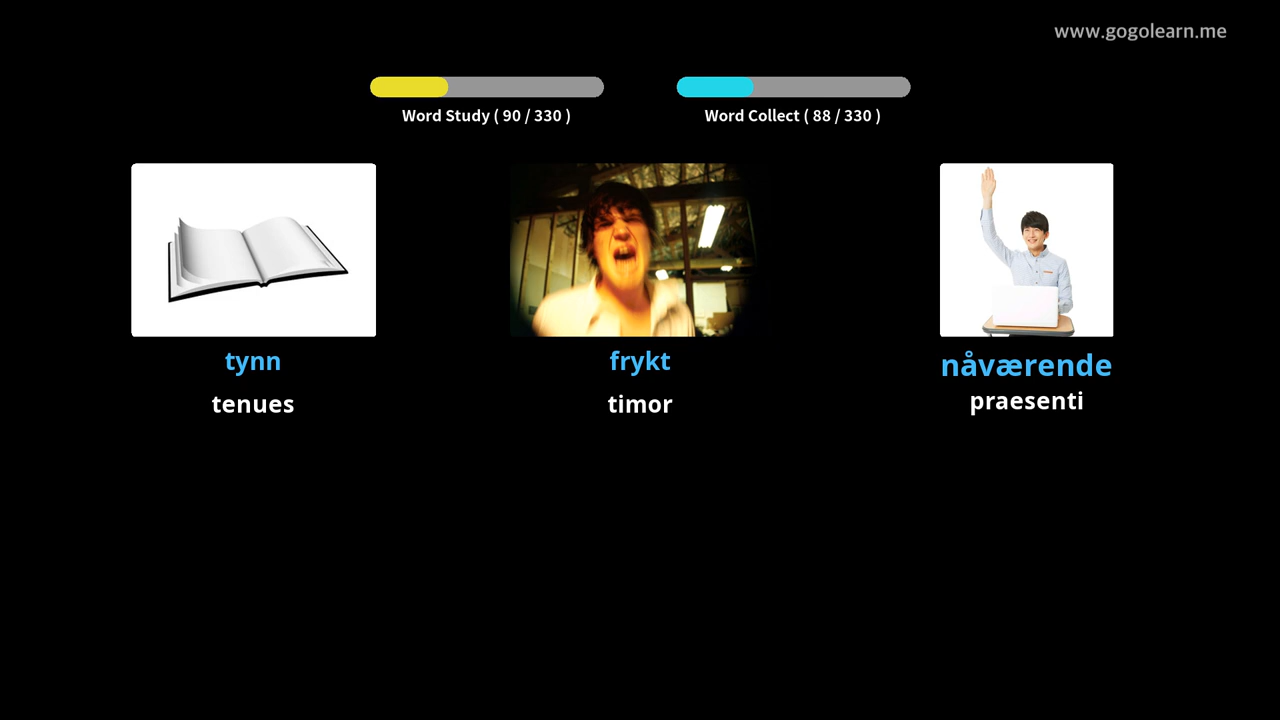 www.gogolearn.me
Word Study ( 90 / 330 )
Word Collect ( 88 / 330 )
tynn
tenues
frykt
timor
nåværende
praesenti